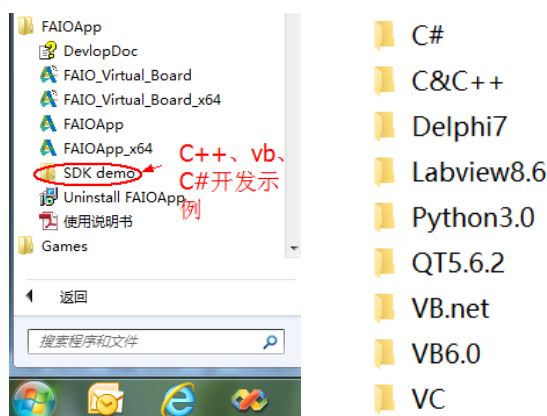 FAIOApp
DevlopDoc
FAIO_Virtual_Board
FAIO_Virtual_Board_x64
FAIOApp
FAIOApp_x64
SDK demo
Uninstall FAIOApp
使用说明书
Games
返回
搜索程序和文件
C++、vb、
C#开发示
例
C#
C&C++
Delphi7
Labview8.6
Python3.0
QT5.6.2
VB.net
VB6.0
VC